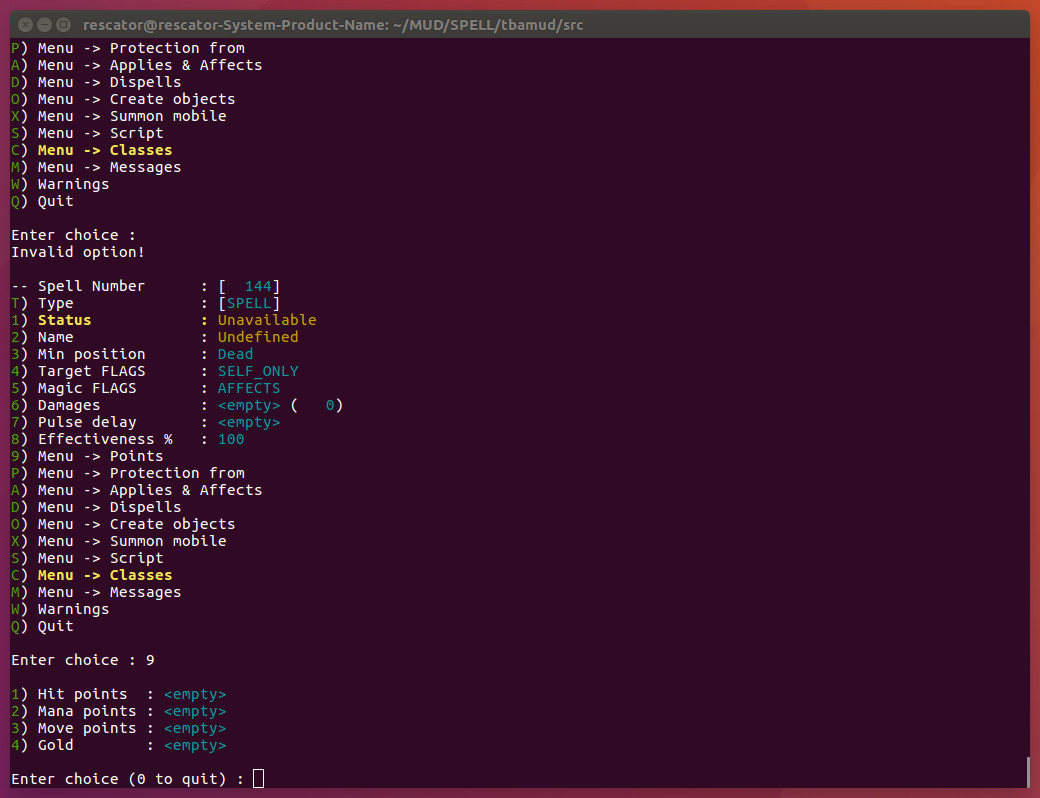 rescator@rescator-System-Product-Name: ~/MUD/SPELL/tbamud/src
P) Menu -> Protection from
A) Menu -> Applies & Affects
D) Menu -> Dispells
O) Menu -> Create objects
X) Menu -> Summon mobile
S) Menu -> Script
C) Menu -> Classes
M) Menu -> Messages
W) Warnings
Q) Quit

Enter choice :
Invalid option!

-- Spell Number      : [  144]
T) Type              : [SPELL]
1) Status            : Unavailable
2) Name              : Undefined
3) Min position      : Dead
4) Target FLAGS      : SELF_ONLY
5) Magic FLAGS       : AFFECTS
6) Damages           : <empty> (   0)
7) Pulse delay       : <empty>
8) Effectiveness %   : 100
9) Menu -> Points
P) Menu -> Protection from
A) Menu -> Applies & Affects
D) Menu -> Dispells
O) Menu -> Create objects
X) Menu -> Summon mobile
S) Menu -> Script
C) Menu -> Classes
M) Menu -> Messages
W) Warnings
Q) Quit

Enter choice : 9

1) Hit points  : <empty>
2) Mana points : <empty>
3) Move points : <empty>
4) Gold        : <empty>

Enter choice (0 to quit) :